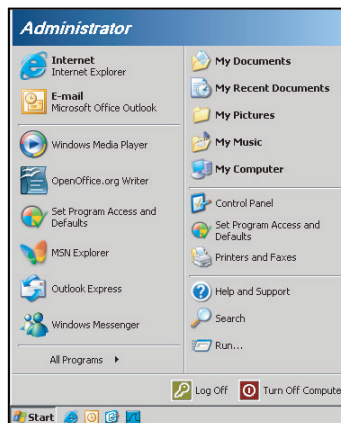 Administrator
Internet
Internet Explorer
E-mail
Microsoft Office Outlook
Windows Media Player
OpenOffice.org Writer
Set Program Access and
Defaults
MSN Explorer
Outlook Express
Windows Messenger
All Programs
My Documents
My Recent Documents
My Pictures
My Music
My Computer
Control Panel
Set Program Access and
Defaults
Printers and Faxes
Help and Support
Search
Run...
Log Off
Turn Off Compute
Start